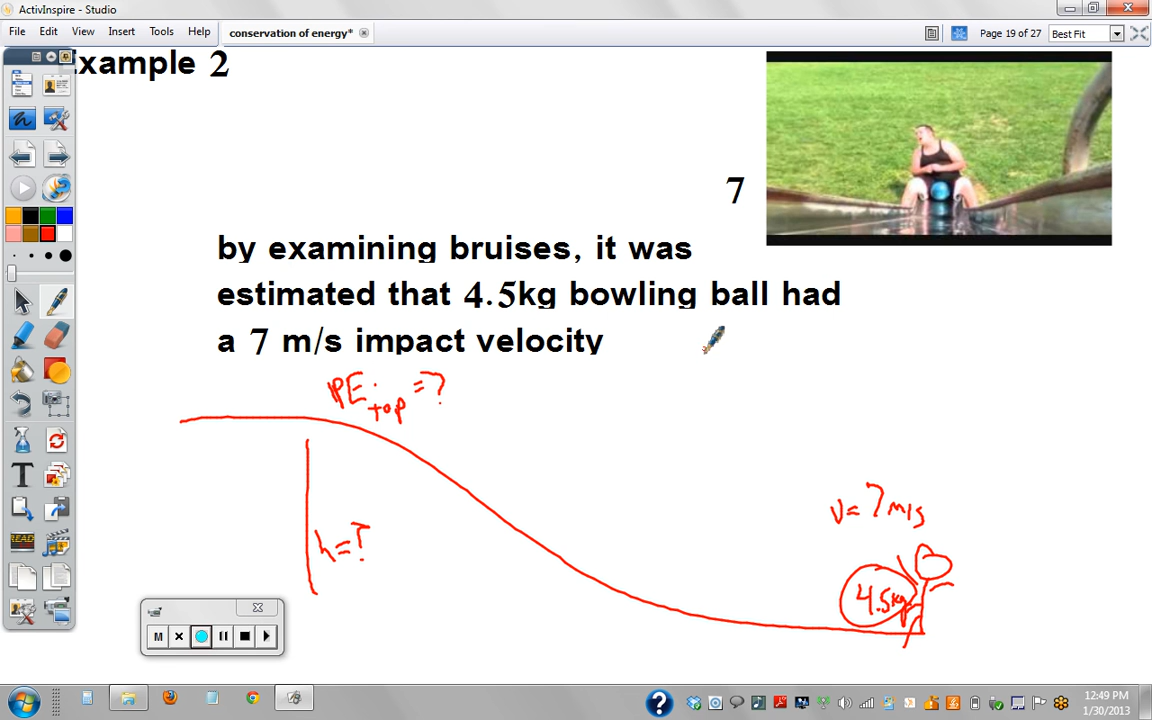 ActivInspire - Studio
File Edit View Insert Tools Help conservation of energy* Page 19 of 27 Best Fit
Example 2
7
by examining bruises, it was
estimated that 4.5kg bowling ball had
a 7 m/s impact velocity
PE top = ?
h = ?
v = 7 m/s
4.5kg
M
T
READ
12:49 PM
1/30/2013